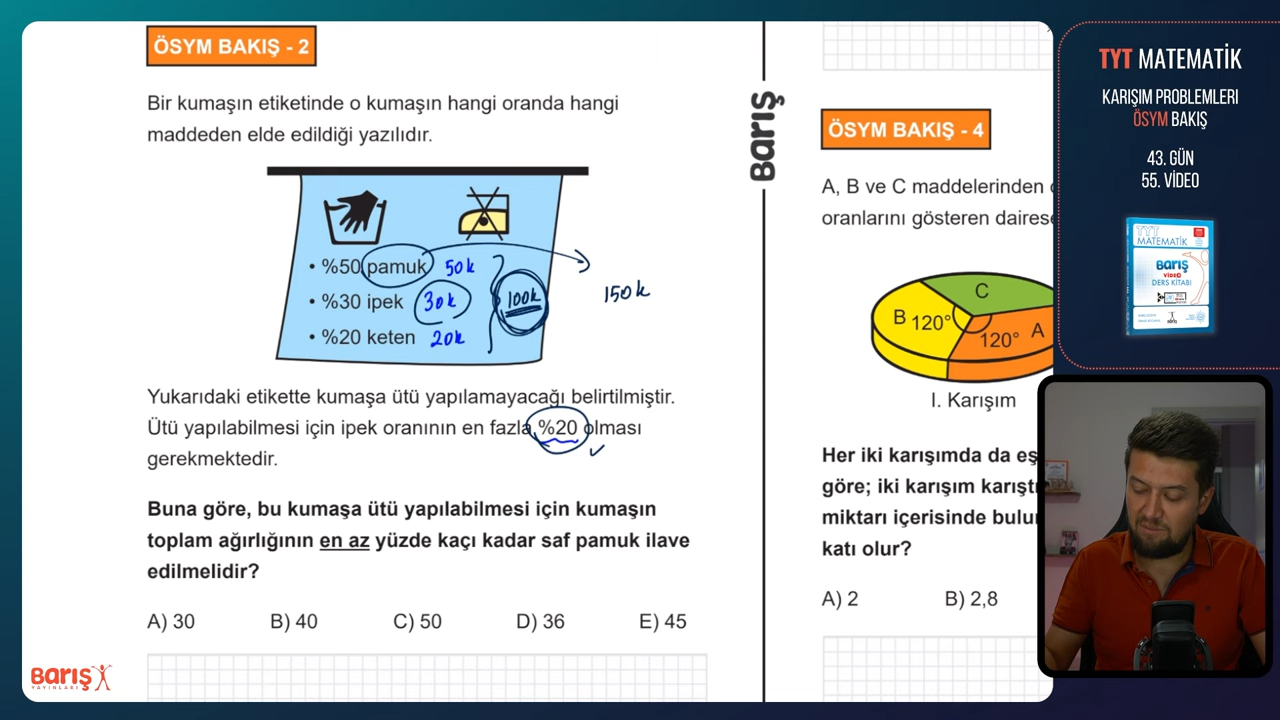 ÖSYM BAKIŞ - 2
Bir kumaşın etiketinde o kumaşın hangi oranda hangi
maddeden elde edildiği yazılıdır.
• %50 pamuk 50k
• %30 ipek 30k
• %20 keten 20k
100k
150k
Yukarıdaki etikette kumaşa ütü yapılamayacağı belirtilmiştir.
Ütü yapılabilmesi için ipek oranının en fazla %20 olması
gerekmektedir.
Buna göre, bu kumaşa ütü yapılabilmesi için kumaşın
toplam ağırlığının en az yüzde kaçı kadar saf pamuk ilave
edilmelidir?
A) 30 B) 40 C) 50 D) 36 E) 45
Barış
YAYINLARI
Barış
ÖSYM BAKIŞ - 4
A, B ve C maddelerinden
oranlarını gösteren
C
B 120°
120° A
I. Karışım
Her iki karışımda da
göre; iki karışım
miktarı içerisinde
katı olur?
A) 2 B) 2,8
TYT MATEMATİK
KARIŞIM PROBLEMLERI
ÖSYM BAKIŞ
43. GÜN
55. VİDEO
TYT
MATEMATİK
Barış
VİDEO
DERS KİTABI